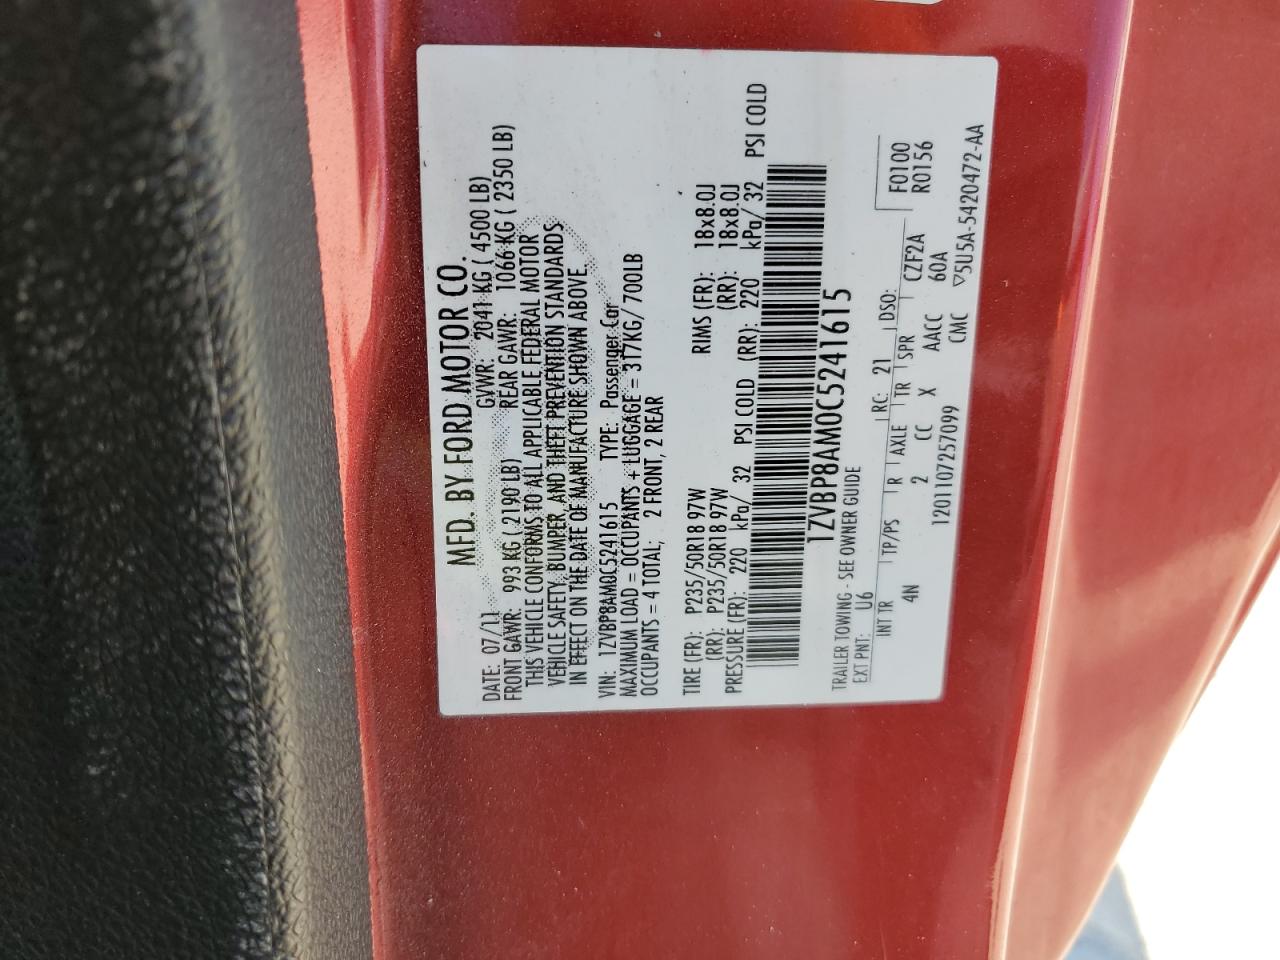 MFD. BY FORD MOTOR CO.
DATE: 07/11 GVWR: 2041 KG ( 4500 LB)
FRONT GAWR: 993 KG ( 2190 LB) REAR GAWR: 1066 KG ( 2350 LB)
THIS VEHICLE CONFORMS TO ALL APPLICABLE FEDERAL MOTOR
VEHICLE SAFETY, BUMPER, AND THEFT PREVENTION STANDARDS
IN EFFECT ON THE DATE OF MANUFACTURE SHOWN ABOVE.
VIN: 1ZVBP8AM0C5241615 TYPE: Passenger Car
MAXIMUM LOAD = OCCUPANTS + LUGGAGE = 317KG/ 700LB
OCCUPANTS = 4 TOTAL; 2 FRONT, 2 REAR
TIRE (FR): P235/50R18 97W RIMS (FR): 18x8.0J
(RR): P235/50R18 97W (RR): 18x8.0J
PRESSURE (FR): 220 kPa/ 32 PSI COLD (RR): 220 kPa/ 32 PSI COLD
1ZVBP8AM0C5241615
TRAILER TOWING - SEE OWNER GUIDE
EXT PNT: U6 RC: 21 DSO: F0100
INT TR TP/PS R AXLE TR SPR CZF2A R0156
4N 2 CC X AACC 60A
1201107257099 CMC ▽5U5A-5420472-AA